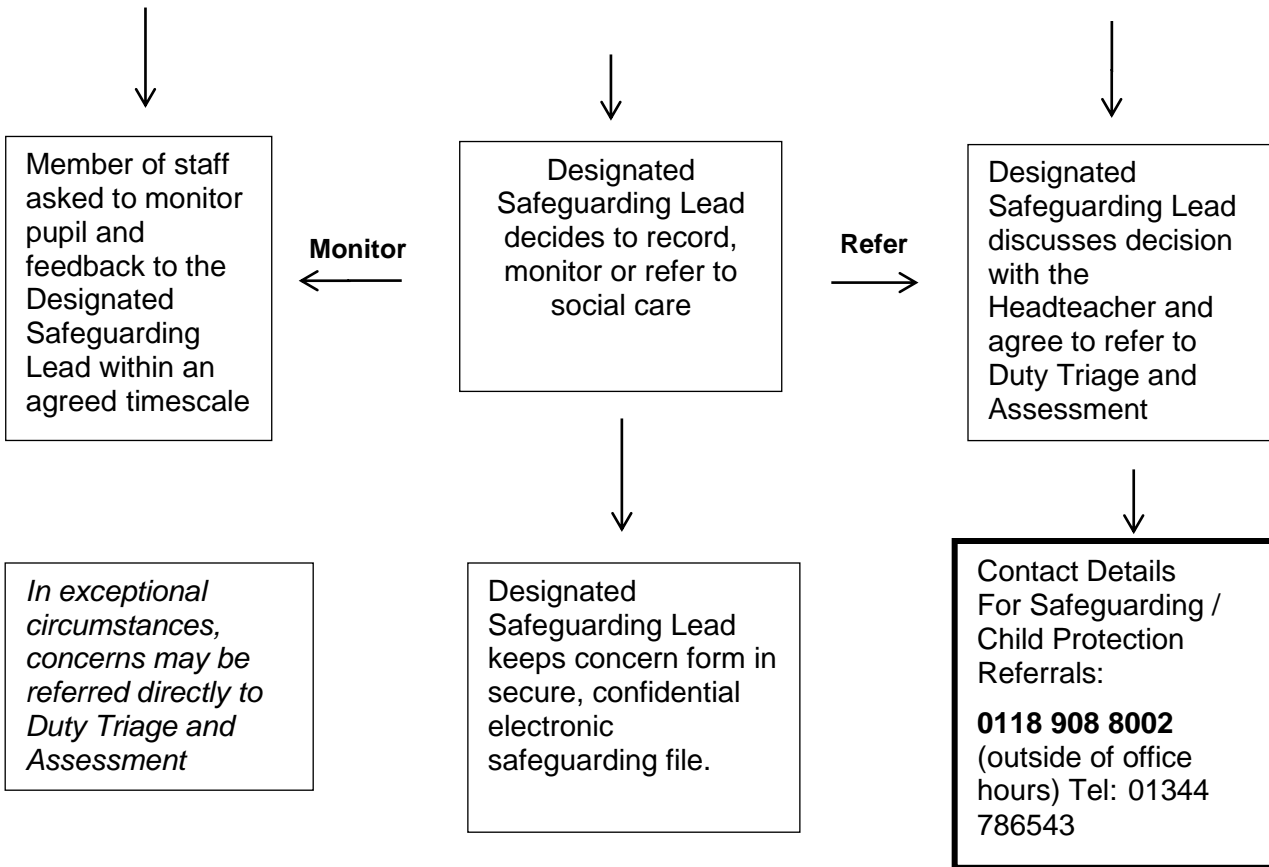 Member of staff
asked to monitor
pupil and
feedback to the
Designated
Safeguarding
Lead within an
agreed timescale
Monitor
Designated
Safeguarding Lead
decides to record,
monitor or refer to
social care
Refer
Designated
Safeguarding Lead
discusses decision
with the
Headteacher and
agree to refer to
Duty Triage and
Assessment
In exceptional
circumstances,
concerns may be
referred directly to
Duty Triage and
Assessment
Designated
Safeguarding Lead
keeps concern form in
secure, confidential
electronic
safeguarding file.
Contact Details
For Safeguarding /
Child Protection
Referrals:
0118 908 8002
(outside of office
hours) Tel: 01344
786543